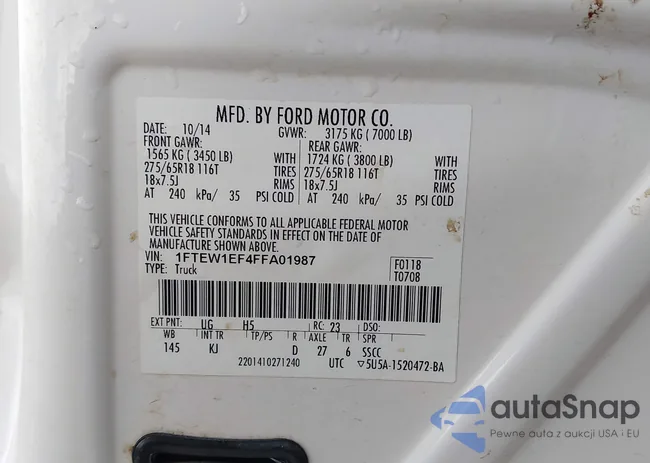 MFD. BY FORD MOTOR CO.
DATE: 10/14 GVWR: 3175 KG (7000 LB)
FRONT GAWR: REAR GAWR:
1565 KG (3450 LB) WITH 1724 KG (3800 LB) WITH
275/65R18 116T TIRES 275/65R18 116T TIRES
18x7.5J RIMS 18x7.5J RIMS
AT 240 kPa/ 35 PSI COLD AT 240 kPa/ 35 PSI COLD
THIS VEHICLE CONFORMS TO ALL APPLICABLE FEDERAL MOTOR
VEHICLE SAFETY STANDARDS IN EFFECT ON THE DATE OF
MANUFACTURE SHOWN ABOVE.
VIN: 1FTEW1EF4FFA01987 F0118
TYPE: Truck T0708
EXT PNT: UG H5 RC: 23 DSO:
WB INT TR TP/PS R AXLE TR SPR
145 KJ D 27 6 SSCC
2201410271240 UTC ▽5U5A-1520472-BA
autaSnap
Pewne auta z aukcji USA i EU